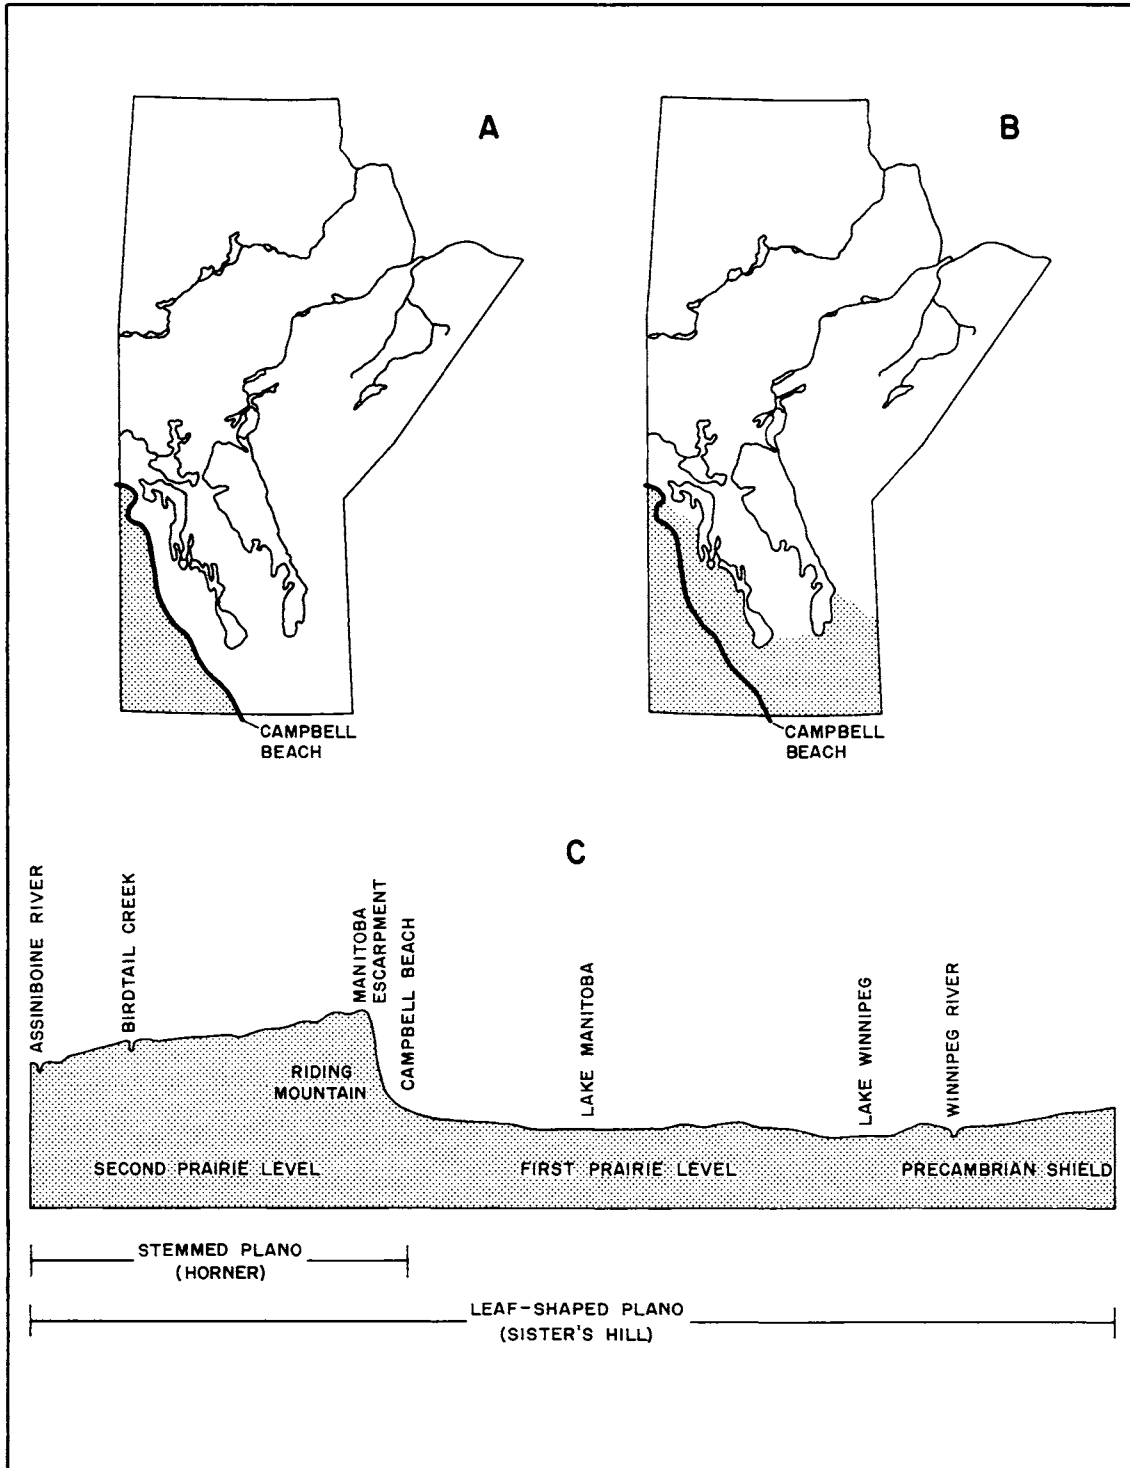 A
B
CAMPBELL
BEACH
CAMPBELL
BEACH
C
ASSINIBOINE RIVER
BIRDTAIL CREEK
MANITOBA
ESCARPMENT
CAMPBELL BEACH
LAKE MANITOBA
LAKE WINNIPEG
WINNIPEG RIVER
RIDING
MOUNTAIN
SECOND PRAIRIE LEVEL
FIRST PRAIRIE LEVEL
PRECAMBRIAN SHIELD
STEMMED PLANO
(HORNER)
LEAF-SHAPED PLANO
(SISTER'S HILL)